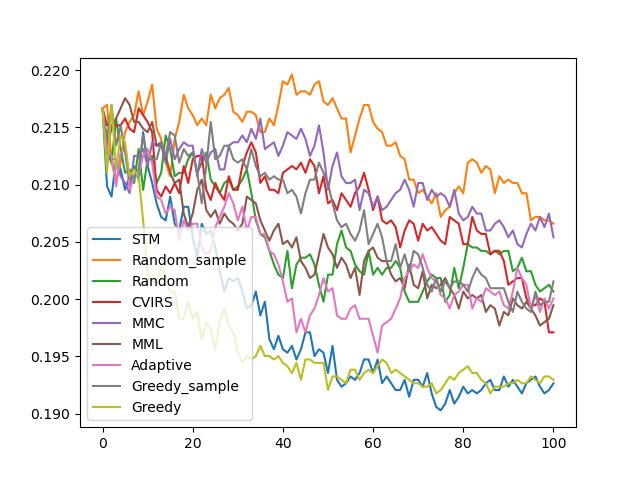 0.220
0.215
0.210
0.205
0.200
0.195
0.190
STM
Random_sample
Random
CVIRS
MMC
MML
Adaptive
Greedy_sample
Greedy
0 20 40 60 80 100